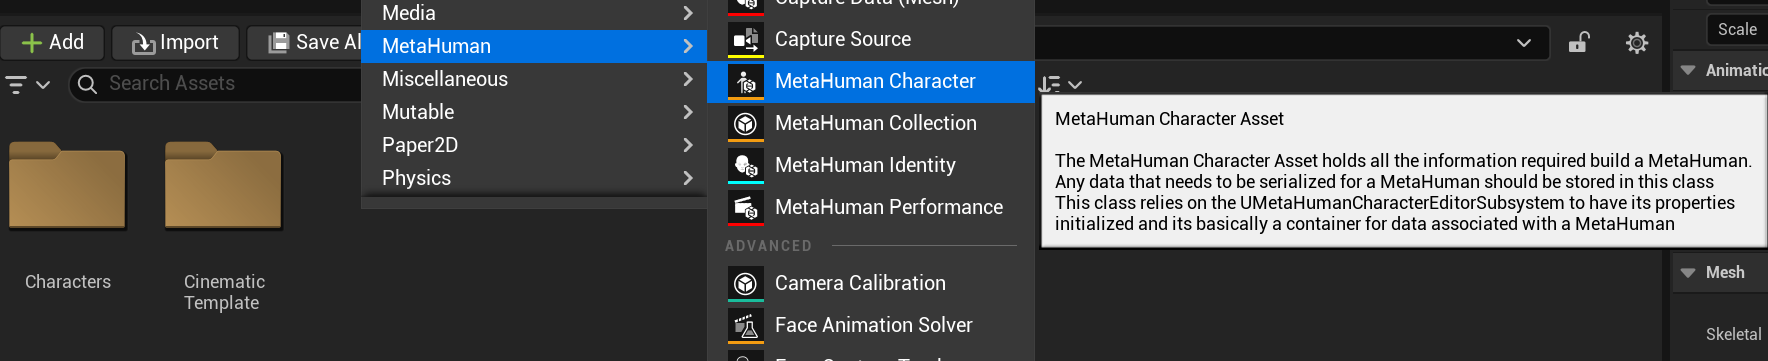 Media
Capture Data (Mesh)
Add
Import
Save Al
MetaHuman
Capture Source
Scale
Search Assets
Miscellaneous
MetaHuman Character
Animatio
Mutable
MetaHuman Collection
Paper2D
MetaHuman Identity
Physics
MetaHuman Performance
MetaHuman Character Asset
The MetaHuman Character Asset holds all the information required build a MetaHuman.
Any data that needs to be serialized for a MetaHuman should be stored in this class
This class relies on the UMetaHumanCharacterEditorSubsystem to have its properties
initialized and its basically a container for data associated with a MetaHuman
ADVANCED
Characters
Cinematic
Template
Camera Calibration
Face Animation Solver
Mesh
Skeletal